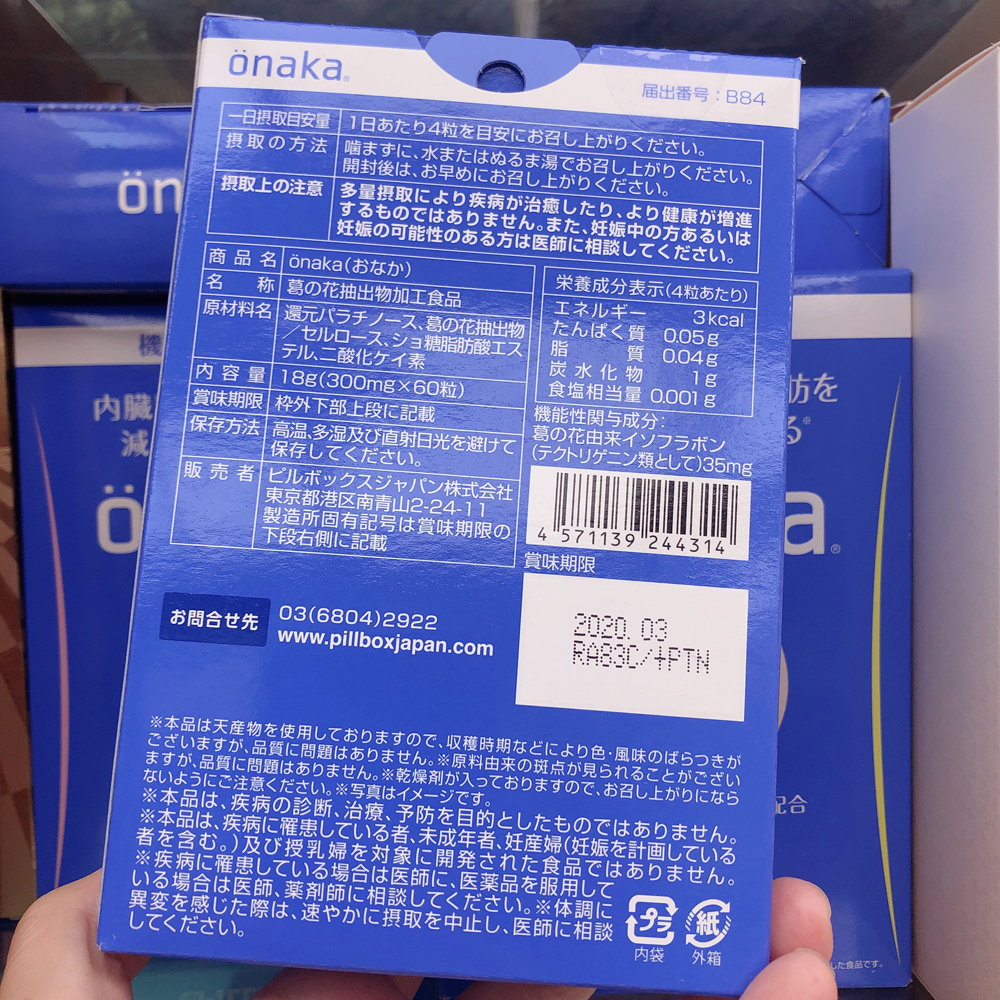 önaka®
届出番号：B84
一日摂取目安量 1日あたり4粒を目安にお召し上がりください。
摂取の方法 噛まずに、水またはぬるま湯でお召し上がりください。
開封後は、お早めにお召し上がりください。
摂取上の注意 多量摂取により疾病が治癒したり、より健康が増進
するものではありません。また、妊娠中の方あるいは
妊娠の可能性のある方は医師に相談してください。
商品名 önaka（おなか）
名称 葛の花抽出物加工食品
原材料名 還元パラチノース、葛の花抽出物
／セルロース、ショ糖脂肪酸エス
テル、二酸化ケイ素
内容量 18g(300mg×60粒)
賞味期限 枠外下部上段に記載
保存方法 高温、多湿及び直射日光を避けて
保存してください。
販売者 ピルボックスジャパン株式会社
東京都港区南青山2-24-11
製造所固有記号は賞味期限の
下段右側に記載
栄養成分表示(4粒あたり)
エネルギー 3kcal
たんぱく質 0.05g
脂質 0.04g
炭水化物 1g
食塩相当量 0.001g
機能性関与成分：
葛の花由来イソフラボン
(テクトリゲニン類として)35mg
4 571139 244314
賞味期限
2020. 03
RA83C/+PTN
お問合せ先 03(6804)2922
www.pillboxjapan.com
※本品は天産物を使用しておりますので、収穫時期などにより色・風味のばらつきが
ございますが、品質に問題はありません。※原料由来の斑点が見られることがござい
ますが、品質に問題はありません。※乾燥剤が入っておりますので、お召し上がりになら
ないようにご注意ください。※写真はイメージです。
※本品は、疾病の診断、治療、予防を目的としたものではありません。
※本品は、疾病に罹患している者、未成年者、妊産婦(妊娠を計画している
者を含む。)及び授乳婦を対象に開発された食品ではありません。
※疾病に罹患している場合は医師に、医薬品を服用して
いる場合は医師、薬剤師に相談してください。※体調に
異変を感じた際は、速やかに摂取を中止し、医師に相談
してください。
プラ 紙
内袋 外箱
ön
機
内臓
減
ö
肪を
る※
a®
配合
した食品です。